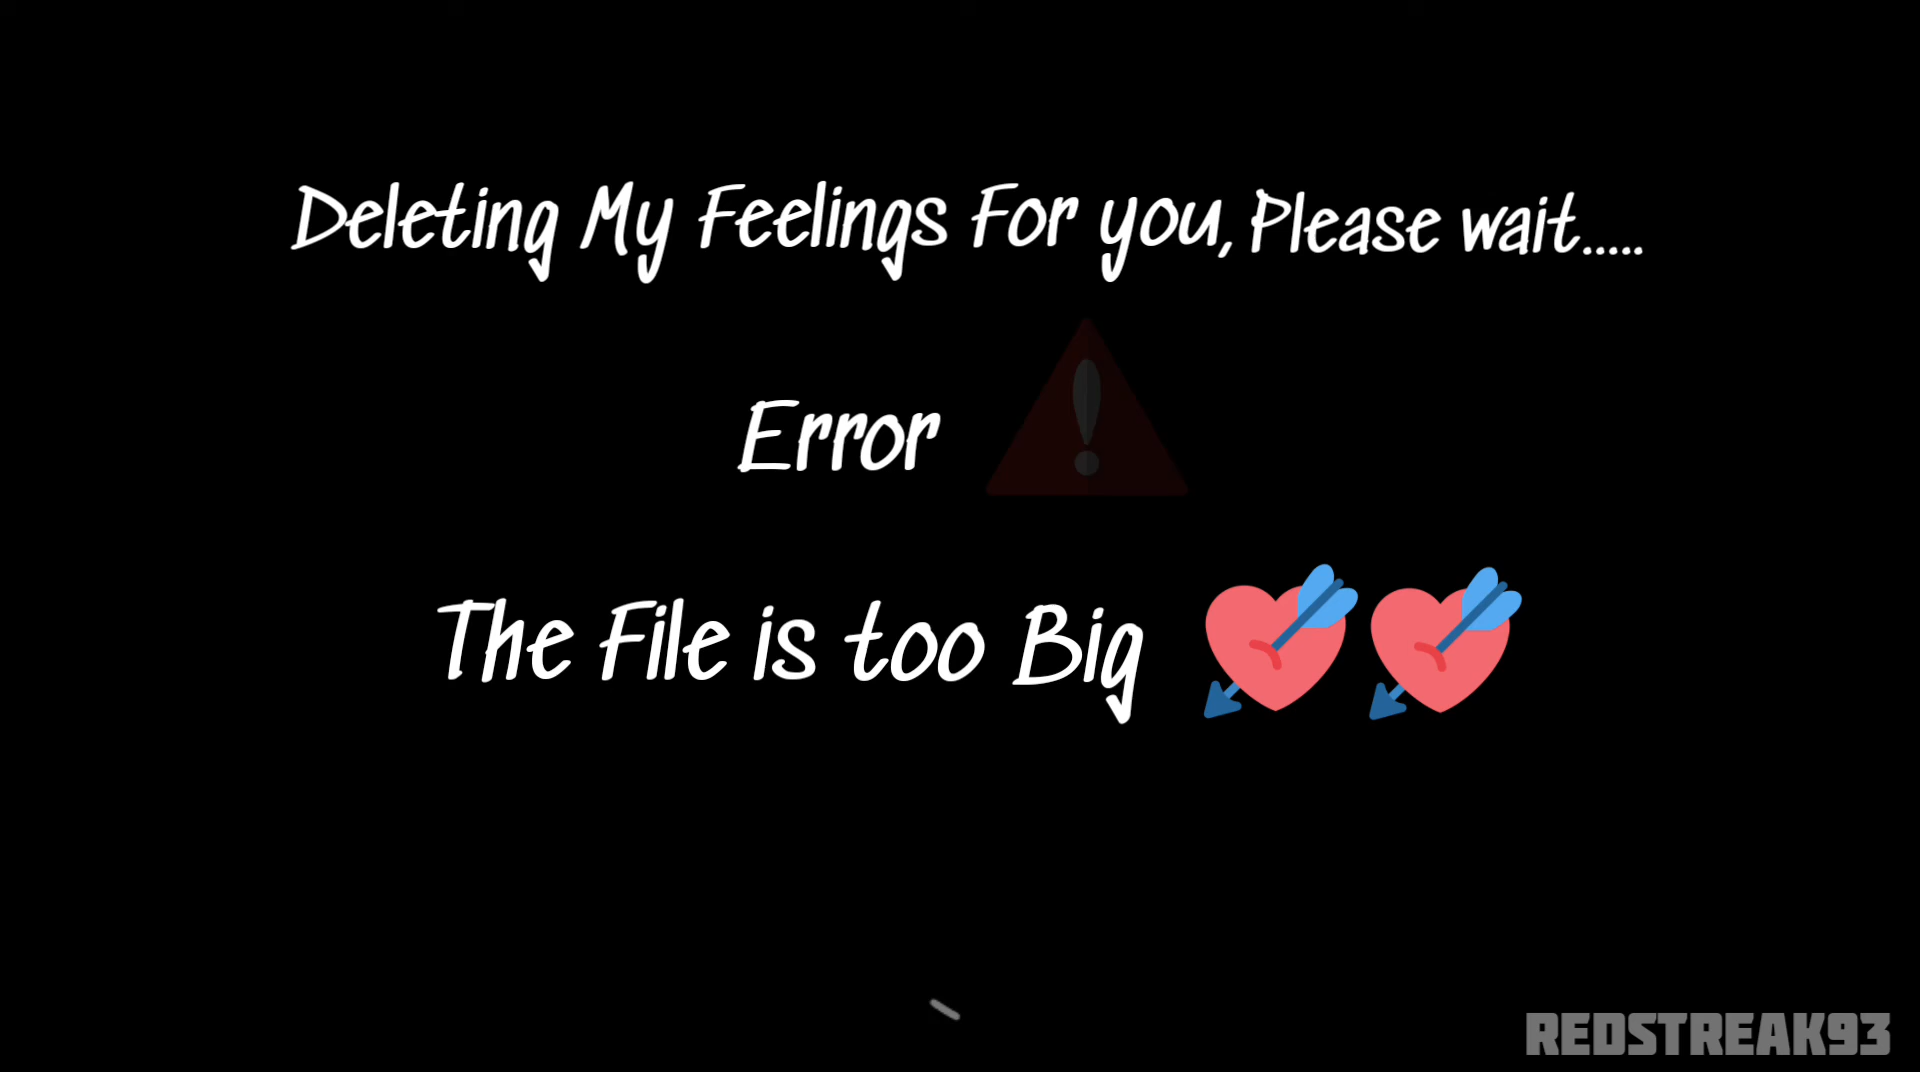 Deleting My Feelings For you, Please wait.....
Error
The File is too Big
REDSTREAK93